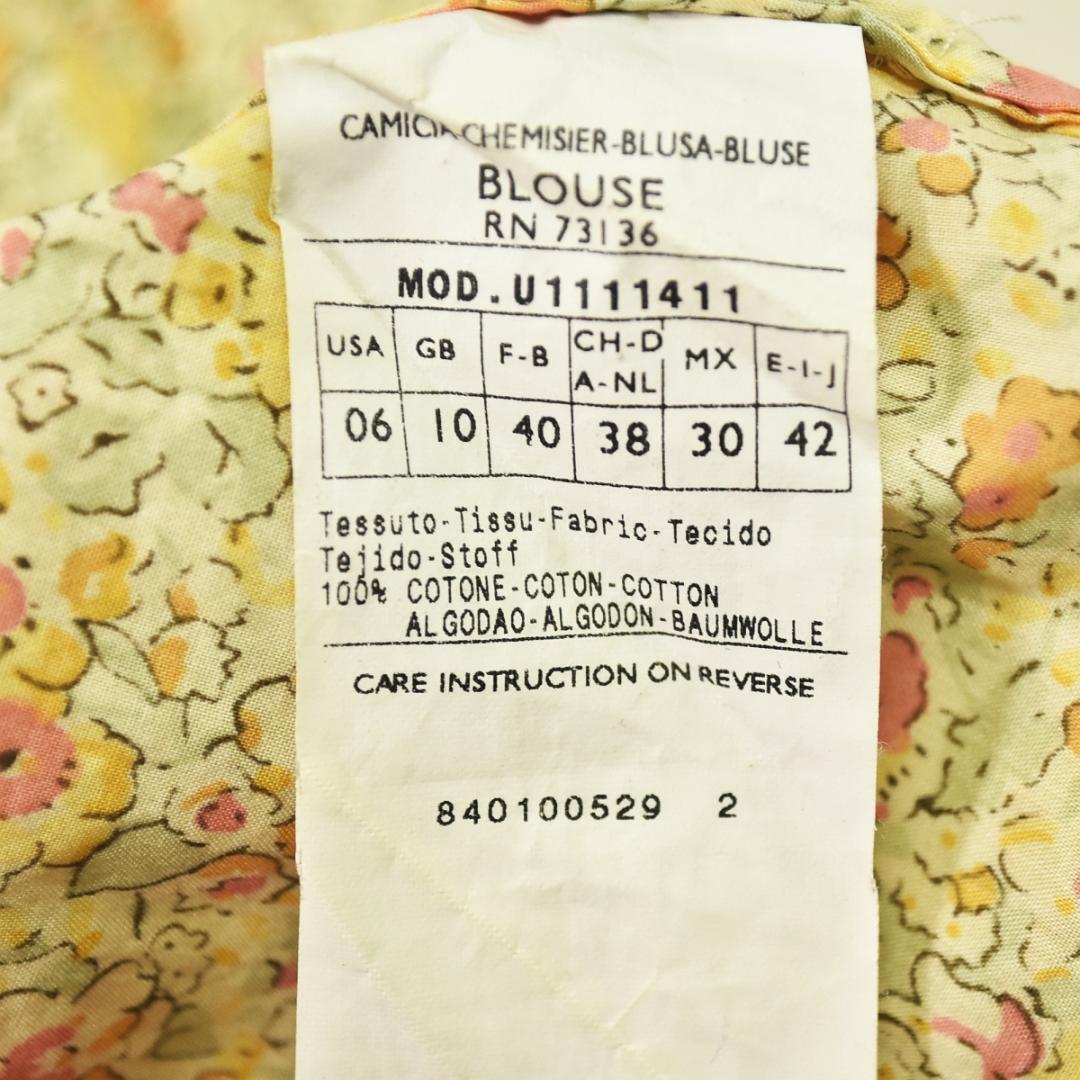 CAMICIA-CHEMISIER-BLUSA-BLUSE
BLOUSE
RN 73136
MOD.U1111411
USA GB F-B CH-D A-NL MX E-I-J
06 10 40 38 30 42
Tessuto-Tissu-Fabric-Tecido
Tejido-Stoff
100% COTONE-COTON-COTTON
ALGODAO-ALGODON-BAUMWOLLE
CARE INSTRUCTION ON REVERSE
840100529 2